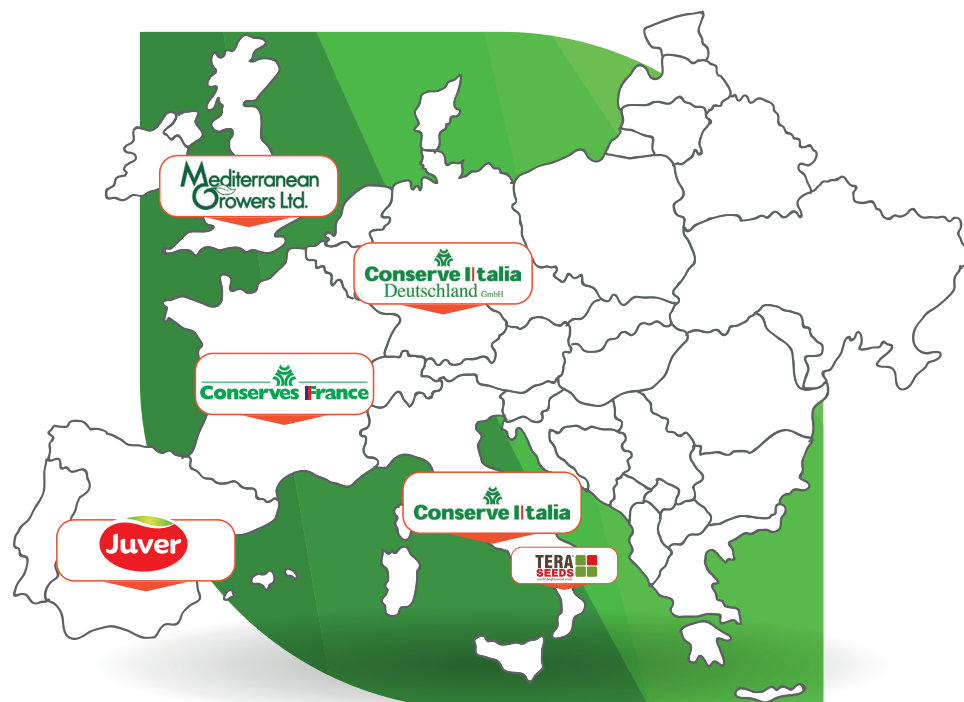 Mediterranean
Growers Ltd.
Conserve Italia
Deutschland GmbH
Conserves France
Conserve Italia
Juver
TERA
SEEDS